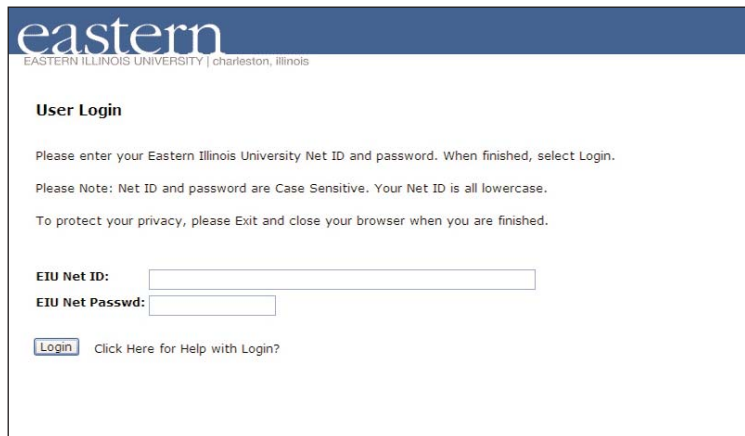 eastern
EASTERN ILLINOIS UNIVERSITY | charleston, illinois
User Login
Please enter your Eastern Illinois University Net ID and password. When finished, select Login.
Please Note: Net ID and password are Case Sensitive. Your Net ID is all lowercase.
To protect your privacy, please Exit and close your browser when you are finished.
EIU Net ID:
EIU Net Passwd:
Login Click Here for Help with Login?